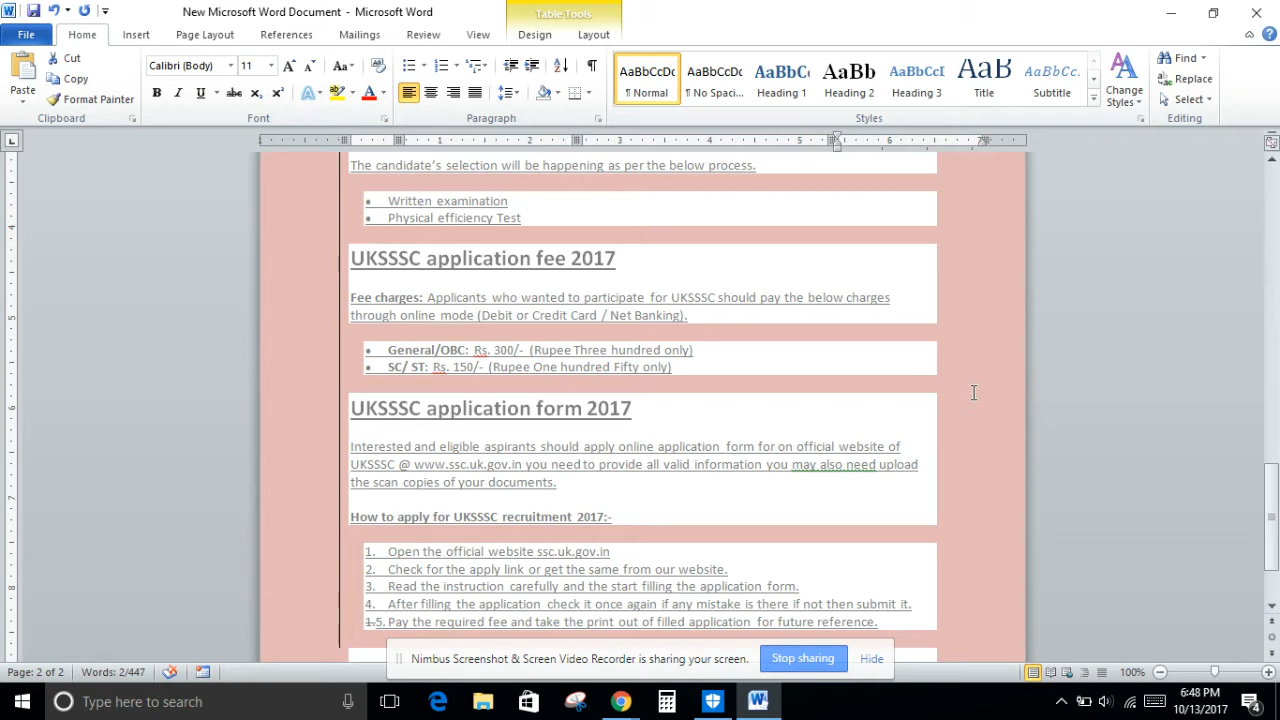 New Microsoft Word Document - Microsoft Word
Table Tools
File Home Insert Page Layout References Mailings Review View Design Layout
Paste
Cut
Copy
Format Painter
Clipboard
Calibri (Body) 11
Font
Paragraph
AaBbCcDc AaBbCcDc AaBbCc AaBb AaBbCcI AaB AaBbCc.
¶ Normal ¶ No Spaci... Heading 1 Heading 2 Heading 3 Title Subtitle
Change
Styles
Styles
Find
Replace
Select
Editing
The candidate’s selection will be happening as per the below process.
• Written examination
• Physical efficiency Test
UKSSSC application fee 2017
Fee charges: Applicants who wanted to participate for UKSSSC should pay the below charges
through online mode (Debit or Credit Card / Net Banking).
• General/OBC: Rs. 300/- (Rupee Three hundred only)
• SC/ ST: Rs. 150/- (Rupee One hundred Fifty only)
UKSSSC application form 2017
Interested and eligible aspirants should apply online application form for on official website of
UKSSSC @ www.ssc.uk.gov.in you need to provide all valid information you may also need upload
the scan copies of your documents.
How to apply for UKSSSC recruitment 2017:-
1. Open the official website ssc.uk.gov.in
2. Check for the apply link or get the same from our website.
3. Read the instruction carefully and the start filling the application form.
4. After filling the application check it once again if any mistake is there if not then submit it.
1.5. Pay the required fee and take the print out of filled application for future reference.
Nimbus Screenshot & Screen Video Recorder is sharing your screen. Stop sharing Hide
Page: 2 of 2 Words: 2/447 100%
Type here to search
6:48 PM
10/13/2017